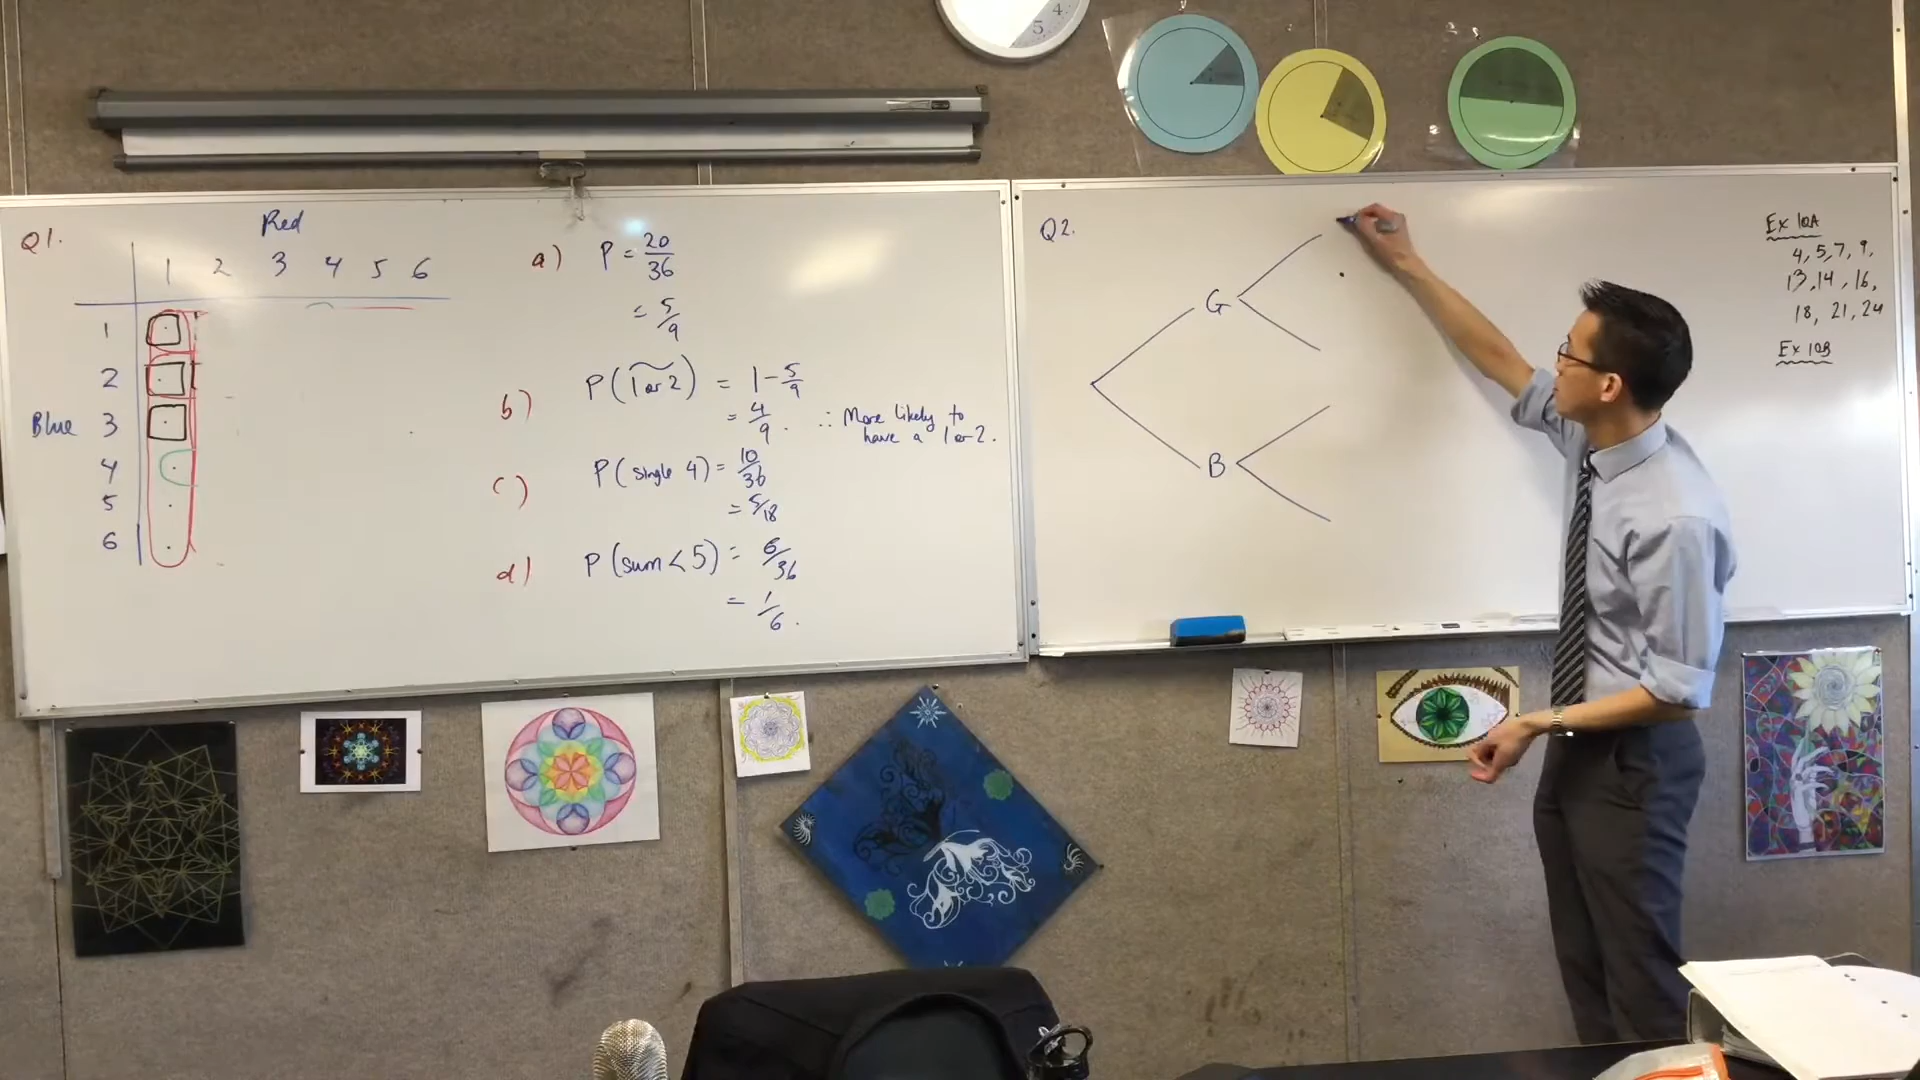 Q1.
Red
1 2 3 4 5 6
1
2
Blue 3
4
5
6
a) P = 20/36
= 5/9
b) P(1 or 2) = 1 - 5/9
= 4/9. ∴ More likely to
have a 1 or 2.
c) P(single 4) = 10/36
= 5/18
d) P(sum < 5) = 6/36
= 1/6.
Q2.
G
B
Ex 10A
4, 5, 7, 9,
13, 14, 16,
18, 21, 24
Ex 10B
4
5